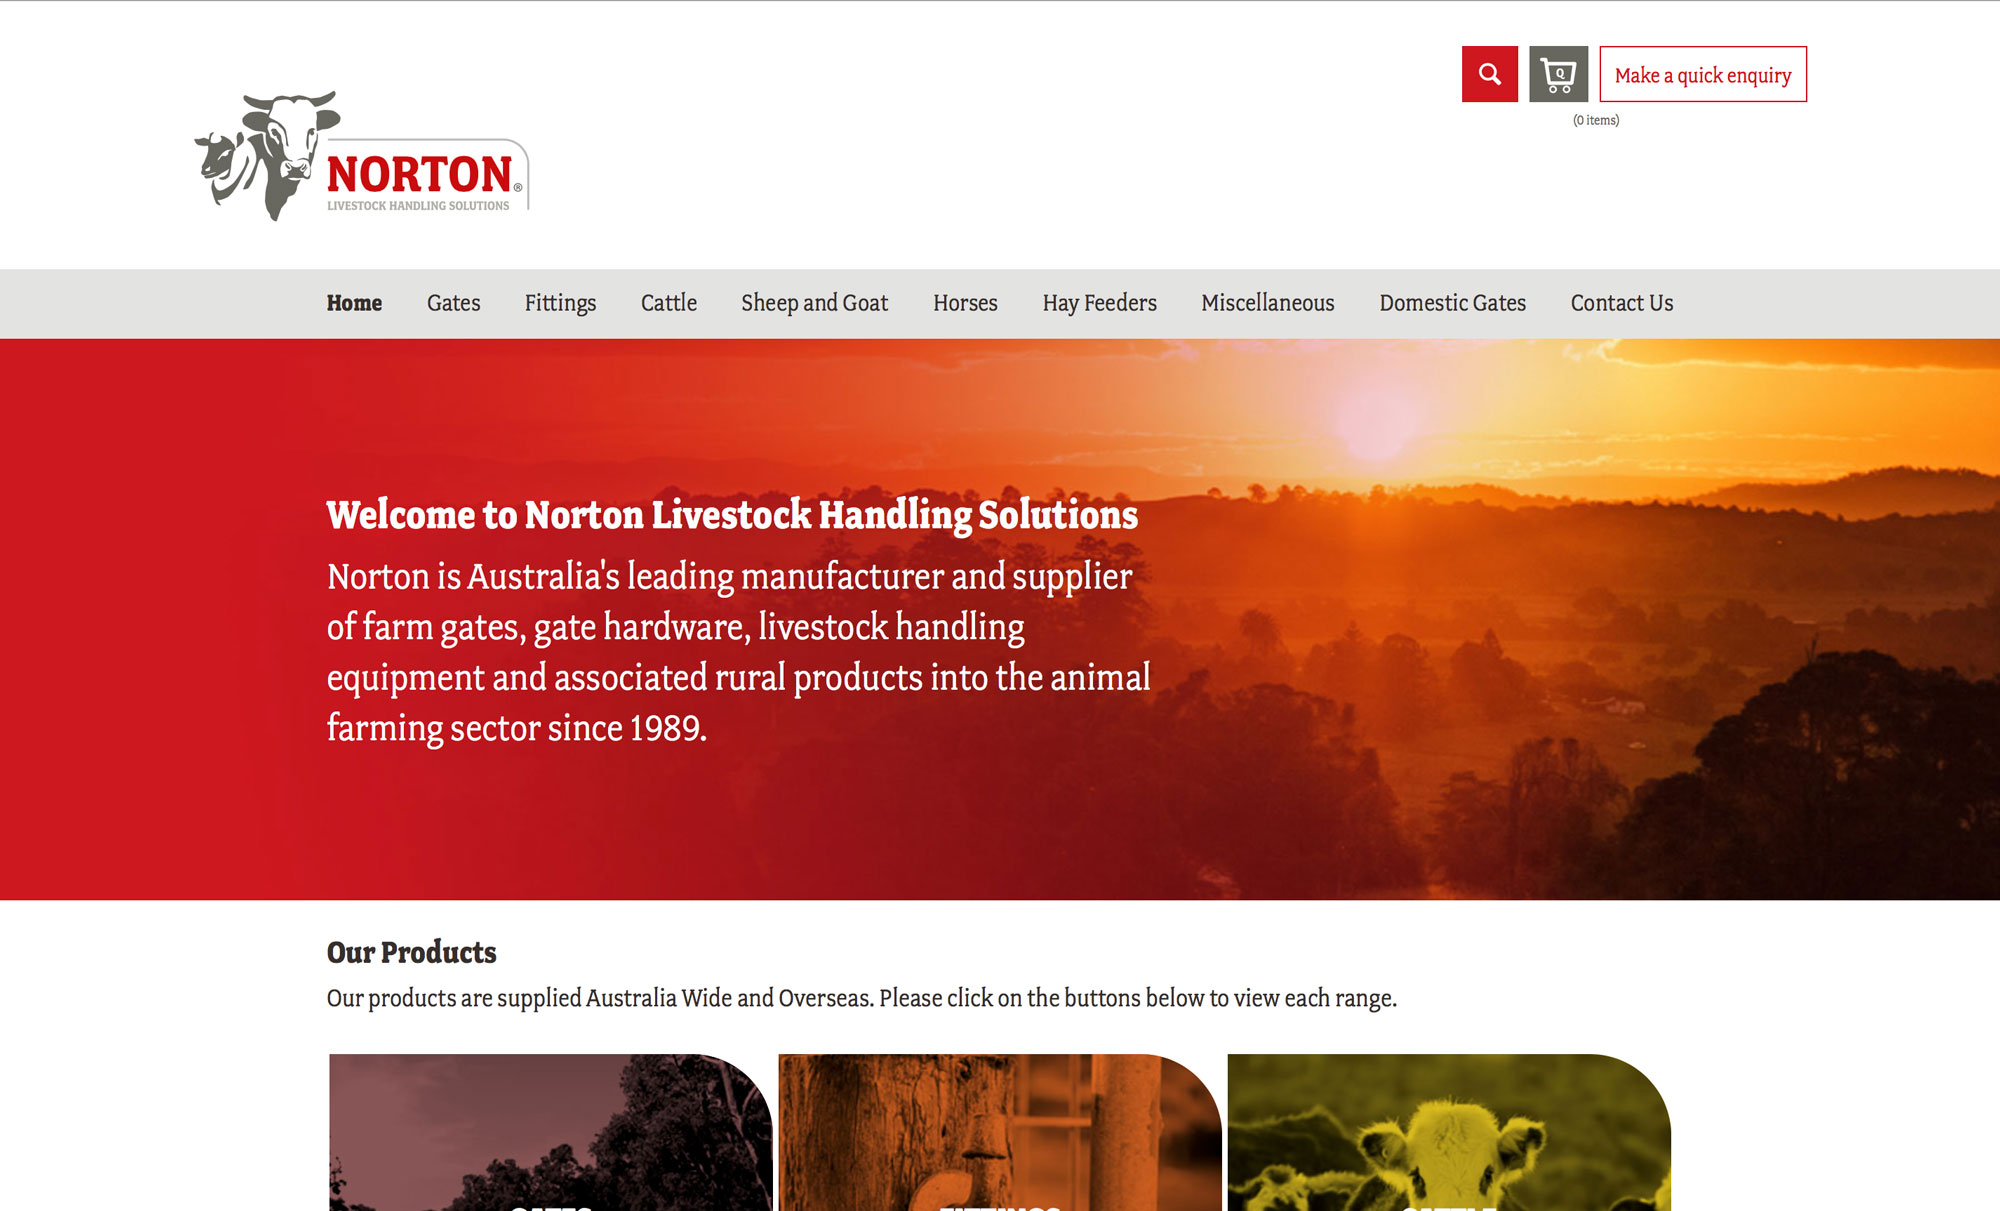 Make a quick enquiry
Q
(0 items)
NORTON®
LIVESTOCK HANDLING SOLUTIONS
Home Gates Fittings Cattle Sheep and Goat Horses Hay Feeders Miscellaneous Domestic Gates Contact Us
Welcome to Norton Livestock Handling Solutions
Norton is Australia's leading manufacturer and supplier
of farm gates, gate hardware, livestock handling
equipment and associated rural products into the animal
farming sector since 1989.
Our Products
Our products are supplied Australia Wide and Overseas. Please click on the buttons below to view each range.